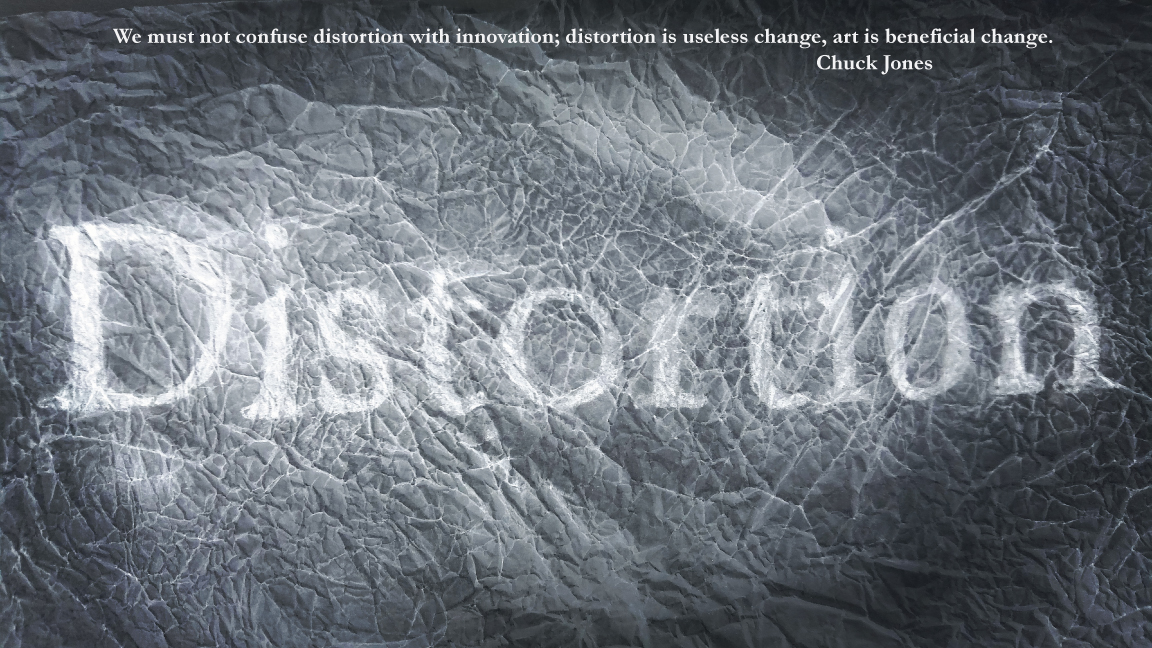 We must not confuse distortion with innovation; distortion is useless change, art is beneficial change.
Chuck Jones
Distortion